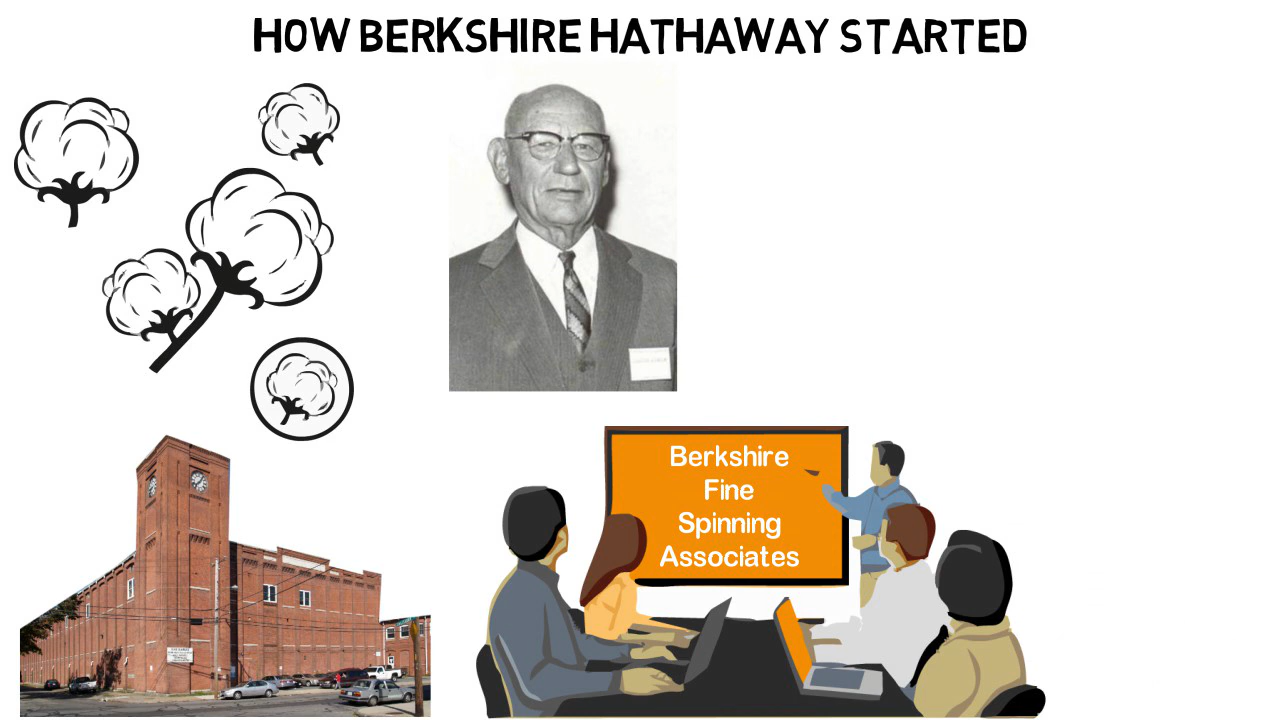 HOW BERKSHIRE HATHAWAY STARTED
Berkshire
Fine
Spinning
Associates